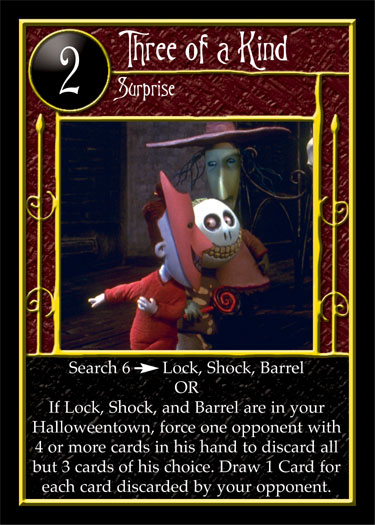 2
Three of a Kind
Surprise
Search 6 → Lock, Shock, Barrel
OR
If Lock, Shock, and Barrel are in your
Halloweentown, force one opponent with
4 or more cards in his hand to discard all
but 3 cards of his choice. Draw 1 Card for
each card discarded by your opponent.